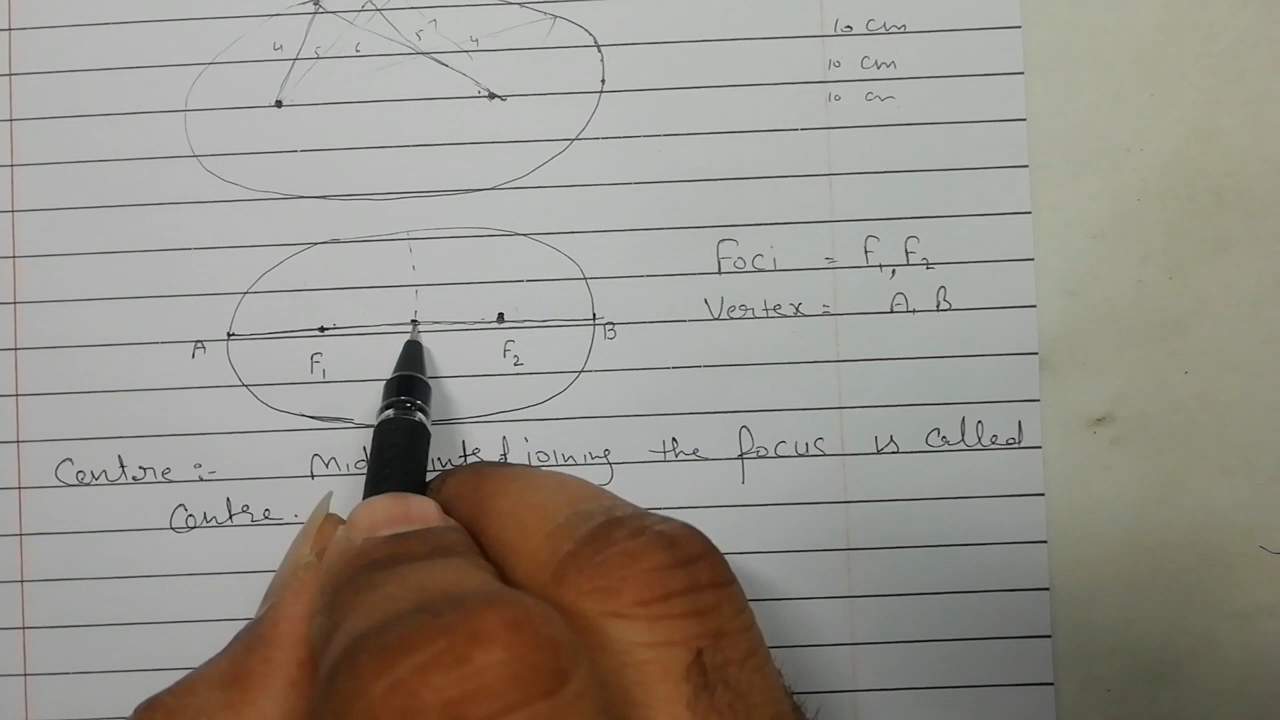 10 cm
4 5 6 5 7 4
10 cm
10 cm
Foci = F1, F2
Vertex = A, B
A F1 F2 B
Centre :- Mid joining the focus is called
Centre.